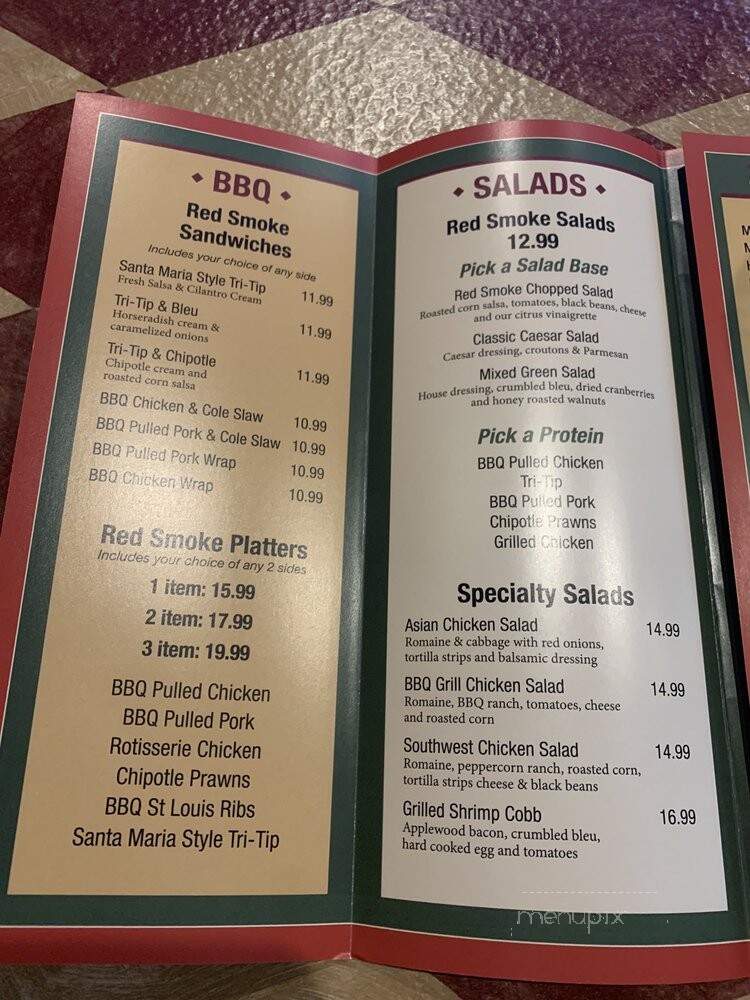 BBQ
Red Smoke
Sandwiches
Includes your choice of any side
Santa Maria Style Tri-Tip 11.99
Fresh Salsa & Cilantro Cream
Tri-Tip & Bleu 11.99
Horseradish cream &
caramelized onions
Tri-Tip & Chipotle 11.99
Chipotle cream and
roasted corn salsa
BBQ Chicken & Cole Slaw 10.99
BBQ Pulled Pork & Cole Slaw 10.99
BBQ Pulled Pork Wrap 10.99
BBQ Chicken Wrap 10.99
Red Smoke Platters
Includes your choice of any 2 sides
1 item: 15.99
2 item: 17.99
3 item: 19.99
BBQ Pulled Chicken
BBQ Pulled Pork
Rotisserie Chicken
Chipotle Prawns
BBQ St Louis Ribs
Santa Maria Style Tri-Tip
SALADS
Red Smoke Salads
12.99
Pick a Salad Base
Red Smoke Chopped Salad
Roasted corn salsa, tomatoes, black beans, cheese
and our citrus vinaigrette
Classic Caesar Salad
Caesar dressing, croutons & Parmesan
Mixed Green Salad
House dressing, crumbled bleu, dried cranberries
and honey roasted walnuts
Pick a Protein
BBQ Pulled Chicken
Tri-Tip
BBQ Pulled Pork
Chipotle Prawns
Grilled Chicken
Specialty Salads
Asian Chicken Salad 14.99
Romaine & cabbage with red onions,
tortilla strips and balsamic dressing
BBQ Grill Chicken Salad 14.99
Romaine, BBQ ranch, tomatoes, cheese
and roasted corn
Southwest Chicken Salad 14.99
Romaine, peppercorn ranch, roasted corn,
tortilla strips cheese & black beans
Grilled Shrimp Cobb 16.99
Applewood bacon, crumbled bleu,
hard cooked egg and tomatoes
menupix